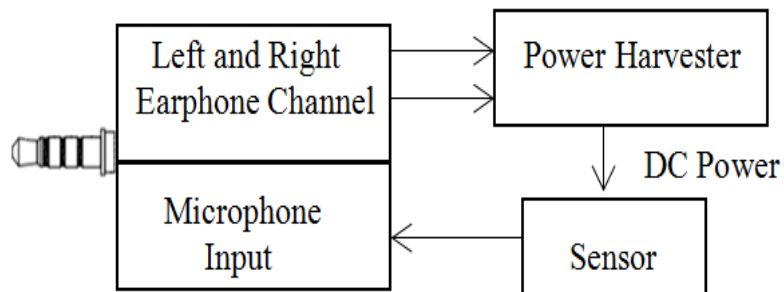 Left and Right
Earphone Channel
Power Harvester
DC Power
Microphone
Input
Sensor